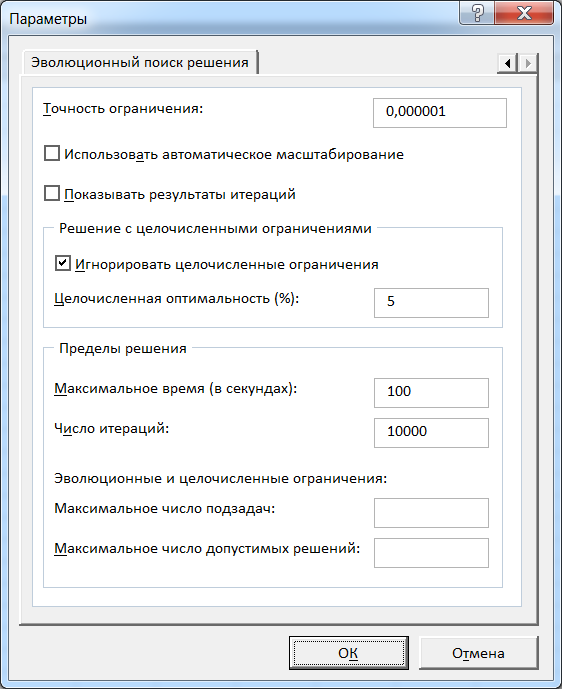 Параметры
Эволюционный поиск решения
Точность ограничения: 0,000001
Использовать автоматическое масштабирование
Показывать результаты итераций
Решение с целочисленными ограничениями
Игнорировать целочисленные ограничения
Целочисленная оптимальность (%): 5
Пределы решения
Максимальное время (в секундах): 100
Число итераций: 10000
Эволюционные и целочисленные ограничения:
Максимальное число подзадач:
Максимальное число допустимых решений:
ОК Отмена